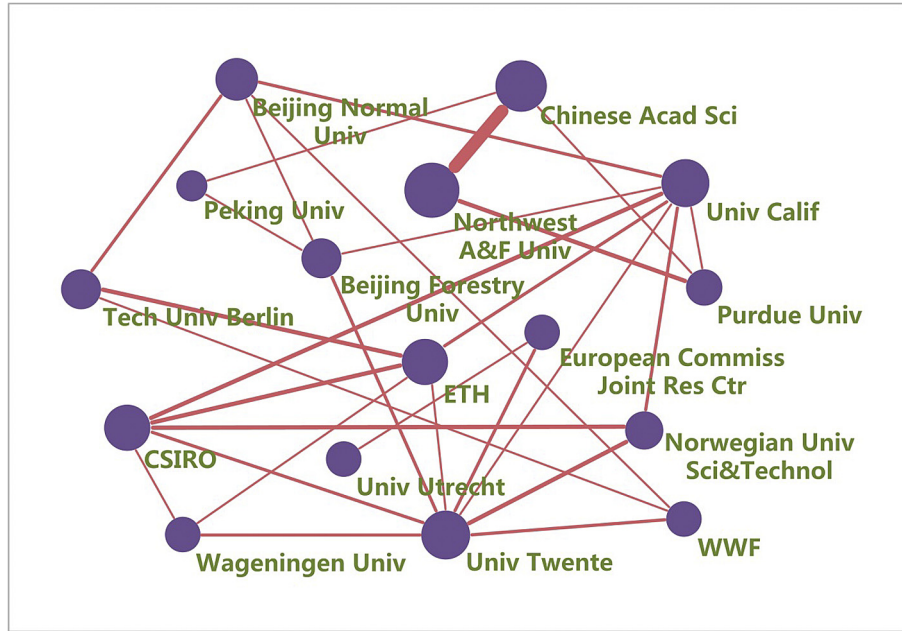 Beijing Normal
Univ
Chinese Acad Sci
Peking Univ
Northwest
A&F Univ
Univ Calif
Beijing Forestry
Univ
Tech Univ Berlin
Purdue Univ
European Commiss
Joint Res Ctr
ETH
CSIRO
Norwegian Univ
Sci&Technol
Univ Utrecht
Wageningen Univ
Univ Twente
WWF